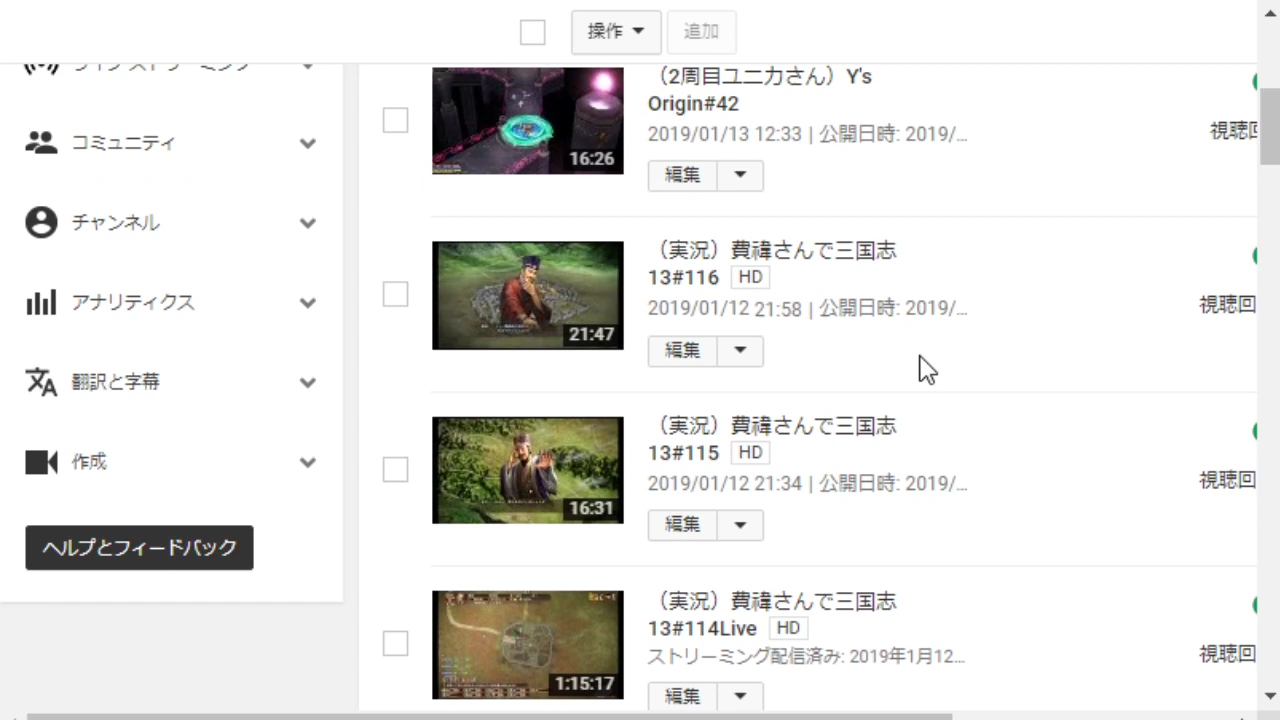 操作
追加
コミュニティ
チャンネル
アナリティクス
翻訳と字幕
作成
ヘルプとフィードバック
（2周目ユニカさん）Y's
Origin#42
2019/01/13 12:33 | 公開日時: 2019/...
視聴回
16:26
編集
（実況）費禕さんで三国志
13#116 HD
2019/01/12 21:58 | 公開日時: 2019/...
視聴回
21:47
編集
（実況）費禕さんで三国志
13#115 HD
2019/01/12 21:34 | 公開日時: 2019/...
視聴回
16:31
編集
（実況）費禕さんで三国志
13#114Live HD
ストリーミング配信済み: 2019年1月12...
視聴回
1:15:17
編集